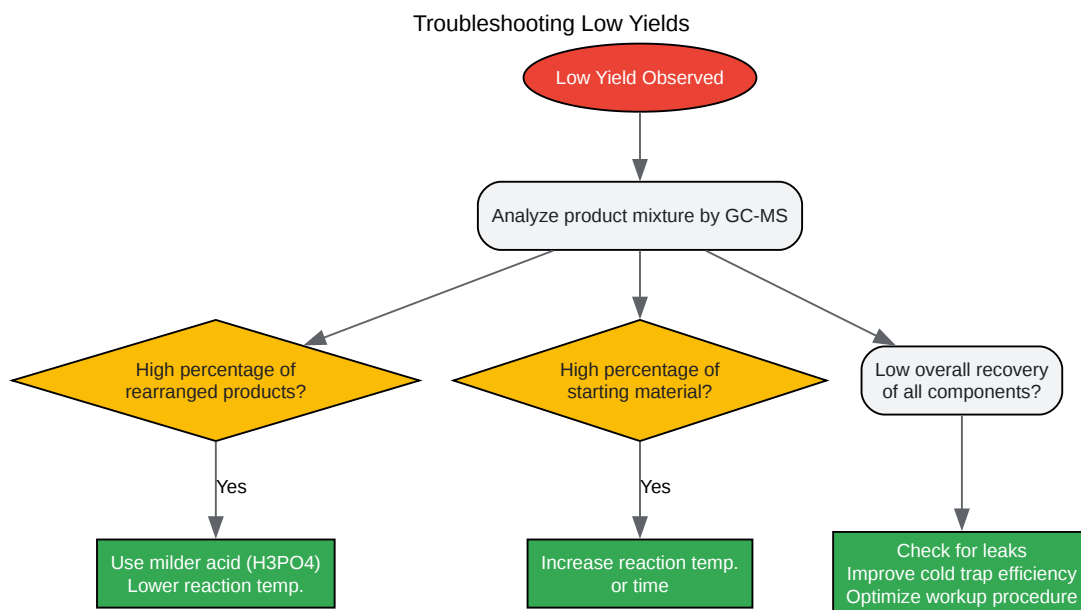 Troubleshooting Low Yields
Low Yield Observed
Analyze product mixture by GC-MS
High percentage of
rearranged products?
High percentage of
starting material?
Low overall recovery
of all components?
Yes
Yes
Use milder acid (H3PO4)
Lower reaction temp.
Increase reaction temp.
or time
Check for leaks
Improve cold trap efficiency
Optimize workup procedure